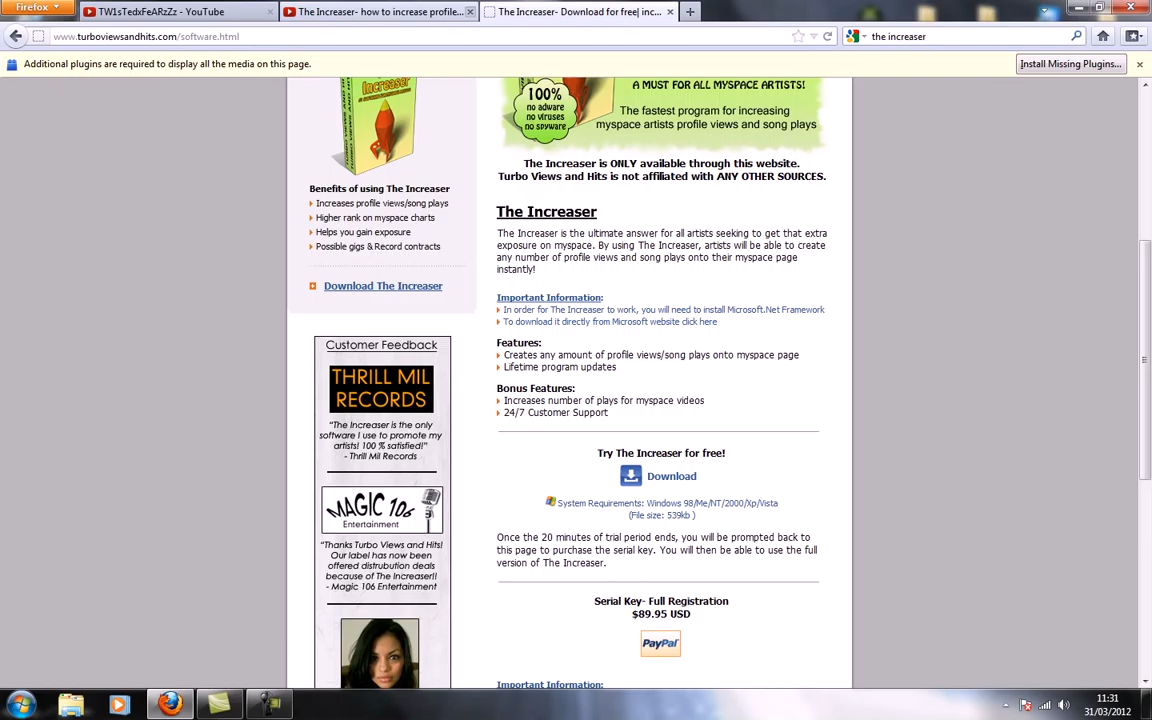 Firefox
TW1sTedxFeARzZz - YouTube
The Increaser- how to increase profile...
The Increaser- Download for free| inc...
www.turboviewsandhits.com/software.html
the increaser
Additional plugins are required to display all the media on this page.
Install Missing Plugins...
Increaser
Benefits of using The Increaser
Increases profile views/song plays
Higher rank on myspace charts
Helps you gain exposure
Possible gigs & Record contracts
Download The Increaser
Customer Feedback
THRILL MIL
RECORDS
"The Increaser is the only
software I use to promote my
artists! 100 % satisfied!"
- Thrill Mil Records
MAGIC 106
Entertainment
"Thanks Turbo Views and Hits!
Our label has now been
offered distrubution deals
because of The Increaser!!
- Magic 106 Entertainment
100%
no adware
no viruses
no spyware
A MUST FOR ALL MYSPACE ARTISTS!
The fastest program for increasing
myspace artists profile views and song plays
The Increaser is ONLY available through this website.
Turbo Views and Hits is not affiliated with ANY OTHER SOURCES.
The Increaser
The Increaser is the ultimate answer for all artists seeking to get that extra
exposure on myspace. By using The Increaser, artists will be able to create
any number of profile views and song plays onto their myspace page
instantly!
Important Information:
In order for The Increaser to work, you will need to install Microsoft.Net Framework
To download it directly from Microsoft website click here
Features:
Creates any amount of profile views/song plays onto myspace page
Lifetime program updates
Bonus Features:
Increases number of plays for myspace videos
24/7 Customer Support
Try The Increaser for free!
Download
System Requirements: Windows 98/Me/NT/2000/Xp/Vista
(File size: 539kb )
Once the 20 minutes of trial period ends, you will be prompted back to
this page to purchase the serial key. You will then be able to use the full
version of The Increaser.
Serial Key- Full Registration
$89.95 USD
PayPal
Important Information:
11:31
31/03/2012